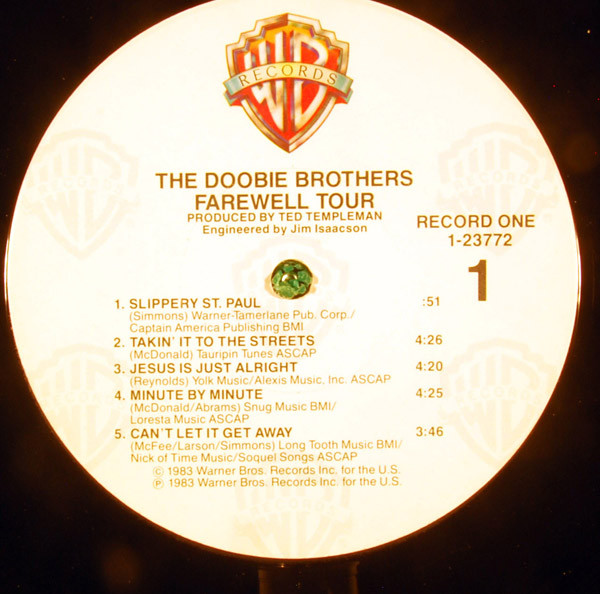 WB
RECORDS
THE DOOBIE BROTHERS
FAREWELL TOUR
PRODUCED BY TED TEMPLEMAN
Engineered by Jim Isaacson
RECORD ONE
1-23772
1
1. SLIPPERY ST. PAUL :51
(Simmons) Warner-Tamerlane Pub. Corp./
Captain America Publishing BMI
2. TAKIN' IT TO THE STREETS 4:26
(McDonald) Tauripin Tunes ASCAP
3. JESUS IS JUST ALRIGHT 4:20
(Reynolds) Yolk Music/Alexis Music, Inc. ASCAP
4. MINUTE BY MINUTE 4:25
(McDonald/Abrams) Snug Music BMI/
Loresta Music ASCAP
5. CAN'T LET IT GET AWAY 3:46
(McFee/Larson/Simmons) Long Tooth Music BMI/
Nick of Time Music/Soquel Songs ASCAP
© 1983 Warner Bros. Records Inc. for the U.S.
℗ 1983 Warner Bros. Records Inc. for the U.S.